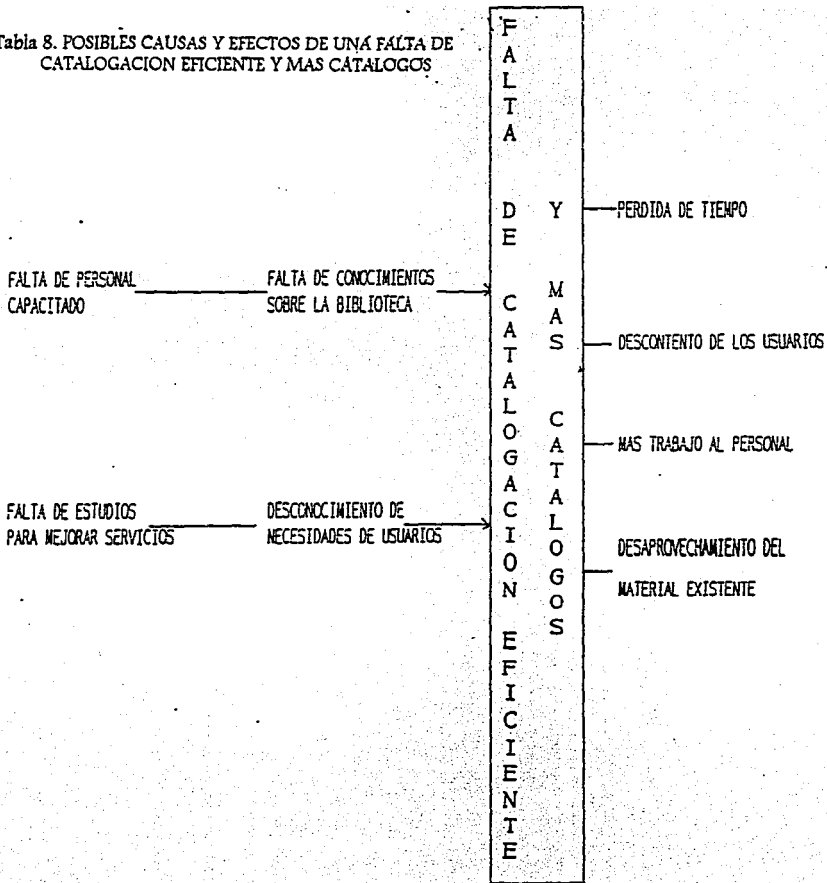 Tabla 8. POSIBLES CAUSAS Y EFECTOS DE UNA FALTA DE
CATALOGACION EFICIENTE Y MAS CATALOGOS
FALTA DE PERSONAL
CAPACITADO
FALTA DE CONOCIMIENTOS
SOBRE LA BIBLIOTECA
FALTA DE ESTUDIOS
PARA MEJORAR SERVICIOS
DESCONOCIMIENTO DE
NECESIDADES DE USUARIOS
FALTA DE CATALOGACION EFICIENTE
Y MAS CATALOGOS
PERDIDA DE TIEMPO
DESCONTENTO DE LOS USUARIOS
MAS TRABAJO AL PERSONAL
DESAPROVECHAMIENTO DEL
MATERIAL EXISTENTE